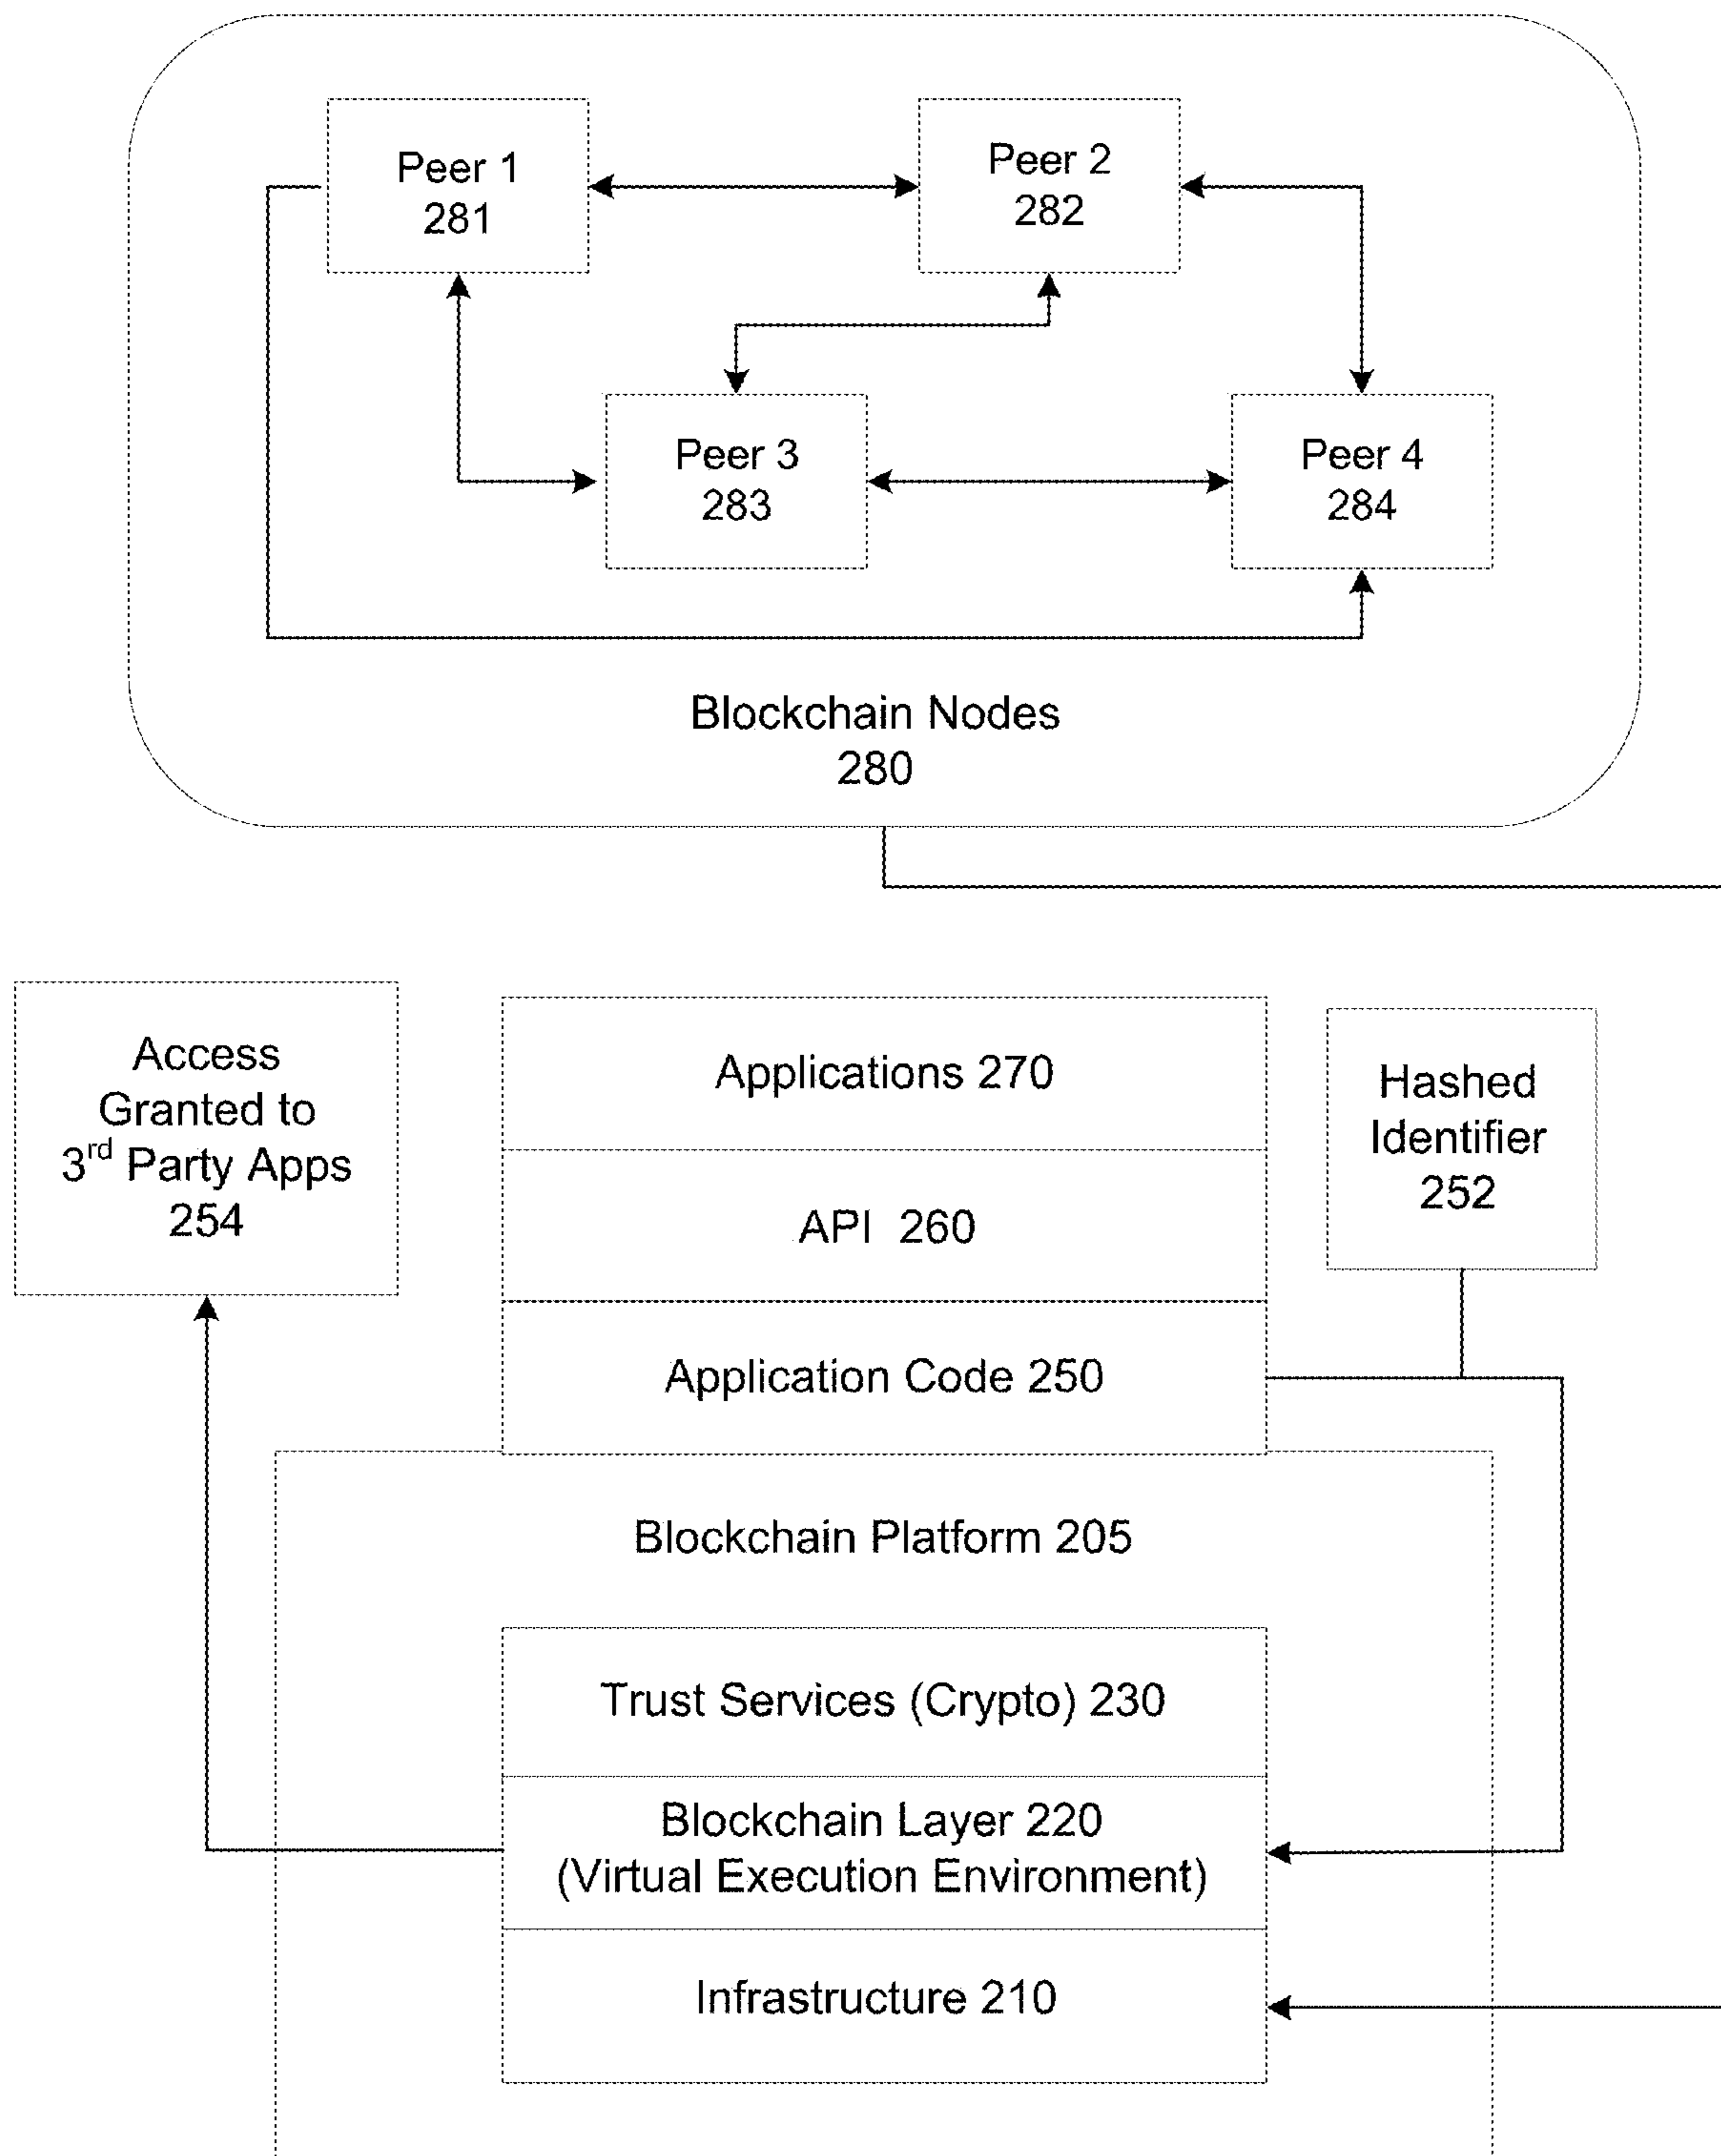 Peer 1
281
Peer 2
282
Peer 3
283
Peer 4
284
Blockchain Nodes
280
Access
Granted to
3rd Party Apps
254
Applications 270
API 260
Application Code 250
Hashed
Identifier
252
Blockchain Platform 205
Trust Services (Crypto) 230
Blockchain Layer 220
(Virtual Execution Environment)
Infrastructure 210